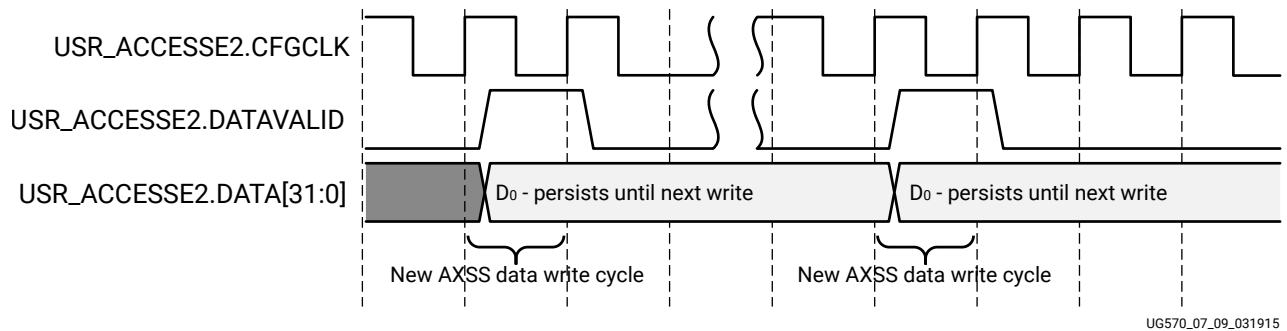 USR_ACCESSE2.CFGCLK
USR_ACCESSE2.DATAVALID
USR_ACCESSE2.DATA[31:0]
D0 - persists until next write
D0 - persists until next write
New AXSS data write cycle
New AXSS data write cycle
UG570_07_09_031915